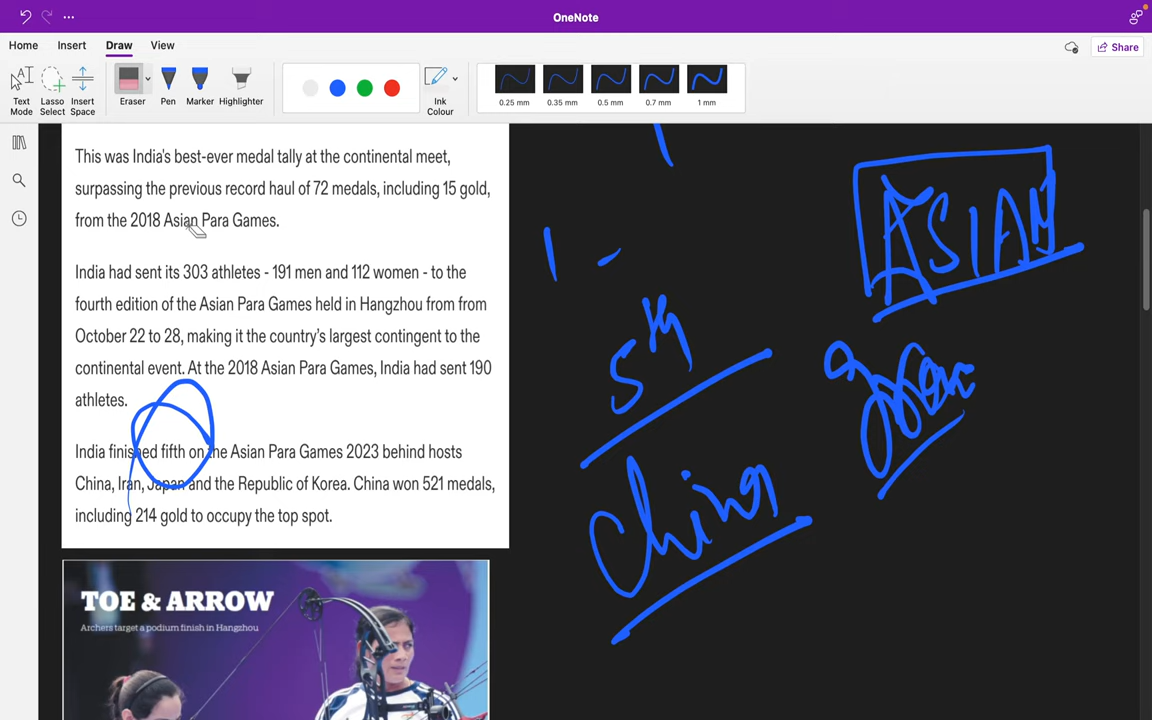 OneNote
Home Insert Draw View
Share
Text Mode
Lasso Select
Insert Space
Eraser
Pen
Marker
Highlighter
Ink Colour
0.25 mm
0.35 mm
0.5 mm
0.7 mm
1 mm
This was India's best-ever medal tally at the continental meet,
surpassing the previous record haul of 72 medals, including 15 gold,
from the 2018 Asian Para Games.
India had sent its 303 athletes - 191 men and 112 women - to the
fourth edition of the Asian Para Games held in Hangzhou from from
October 22 to 28, making it the country's largest contingent to the
continental event. At the 2018 Asian Para Games, India had sent 190
athletes.
India finished fifth on the Asian Para Games 2023 behind hosts
China, Iran, Japan and the Republic of Korea. China won 521 medals,
including 214 gold to occupy the top spot.
TOE & ARROW
Archers target a podium finish in Hangzhou
ASIAN
1 -
5th
China